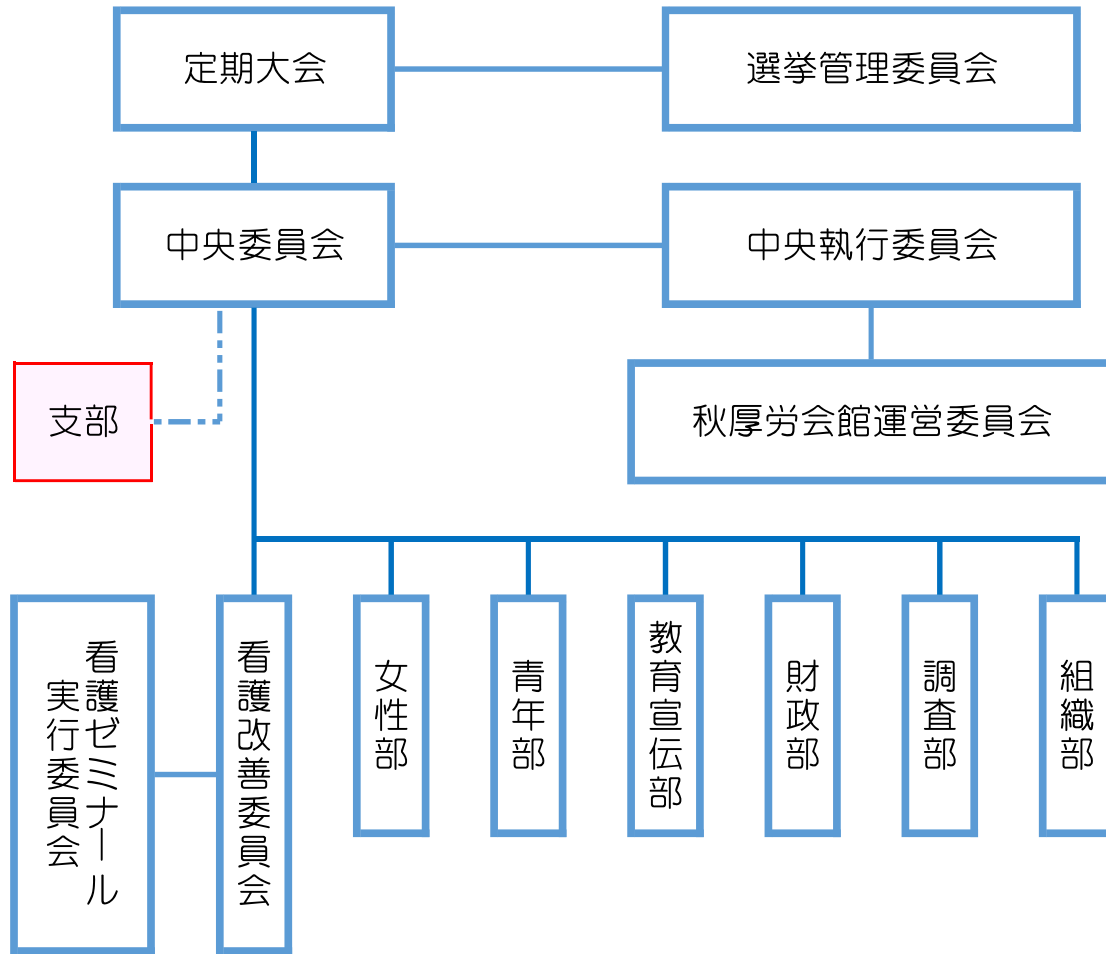 定期大会
選挙管理委員会
中央委員会
中央執行委員会
支部
秋厚労会館運営委員会
看護ゼミナール
実行委員会
看護改善委員会
女性部
青年部
教育宣伝部
財政部
調査部
組織部